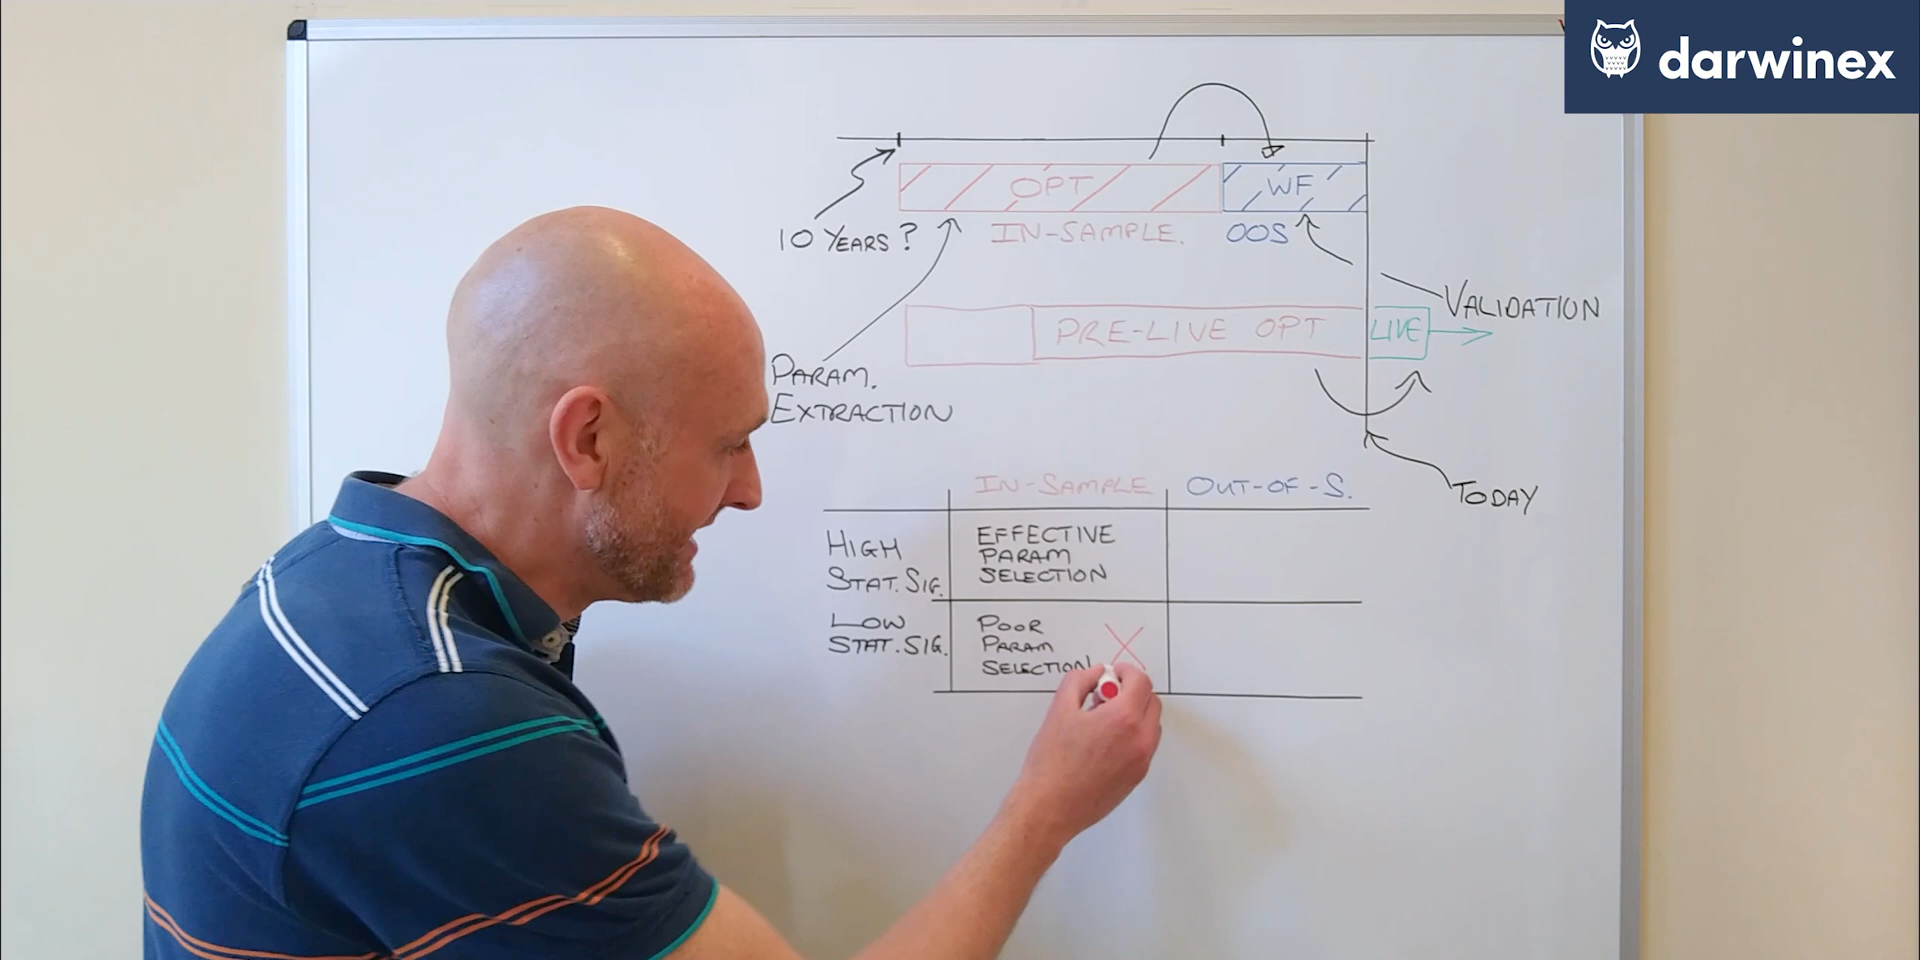 darwinex
OPT
WF
10 YEARS?
IN-SAMPLE.
OOS
VALIDATION
PRE-LIVE OPT
LIVE
PARAM.
EXTRACTION
TODAY
IN-SAMPLE
OUT-OF-S.
HIGH
STAT.SIG.
EFFECTIVE
PARAM
SELECTION
LOW
STAT.SIG.
POOR
PARAM
SELECTION